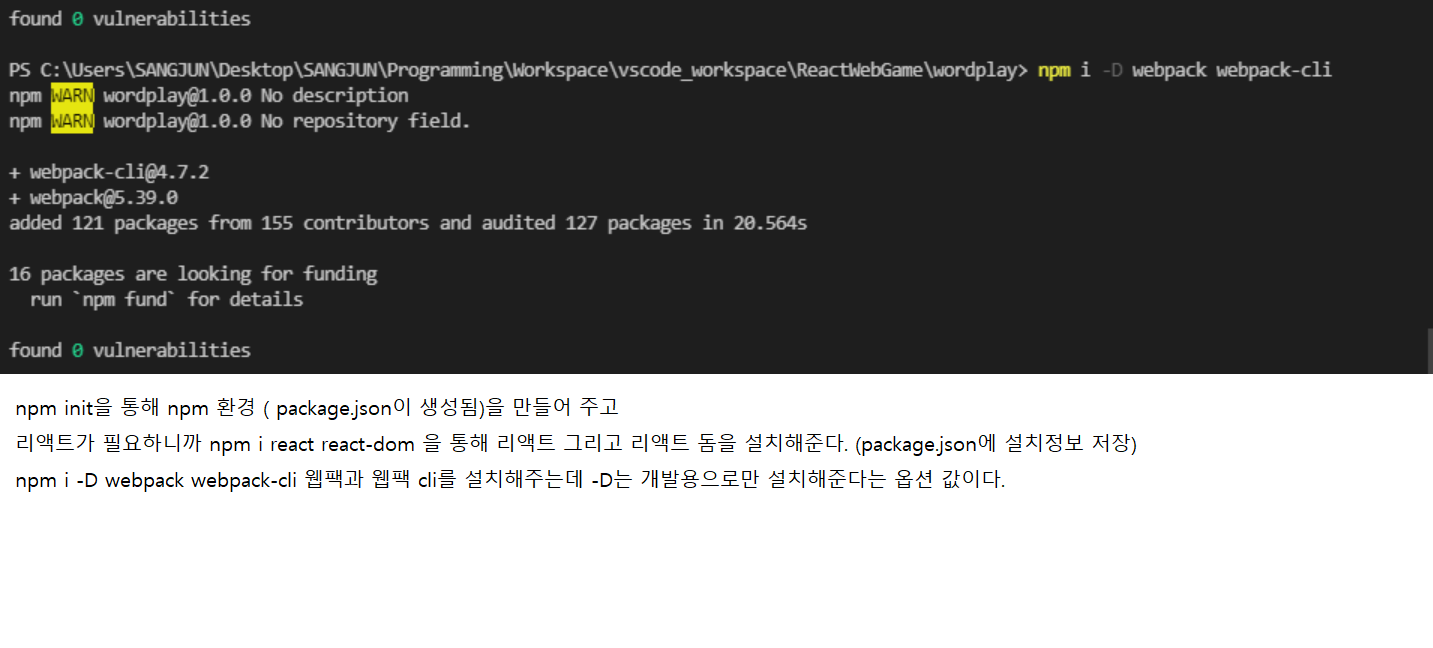 found 0 vulnerabilities
PS C:\Users\SANGJUN\Desktop\SANGJUN\Programming\Workspace\vscode_workspace\ReactWebGame\wordplay> npm i -D webpack webpack-cli
npm WARN wordplay@1.0.0 No description
npm WARN wordplay@1.0.0 No repository field.
+ webpack-cli@4.7.2
+ webpack@5.39.0
added 121 packages from 155 contributors and audited 127 packages in 20.564s
16 packages are looking for funding
run `npm fund` for details
found 0 vulnerabilities
npm init을 통해 npm 환경 ( package.json이 생성됨)을 만들어 주고
리액트가 필요하니까 npm i react react-dom 을 통해 리액트 그리고 리액트 돔을 설치해준다. (package.json에 설치정보 저장)
npm i -D webpack webpack-cli 웹팩과 웹팩 cli를 설치해주는데 -D는 개발용으로만 설치해준다는 옵션 값이다.